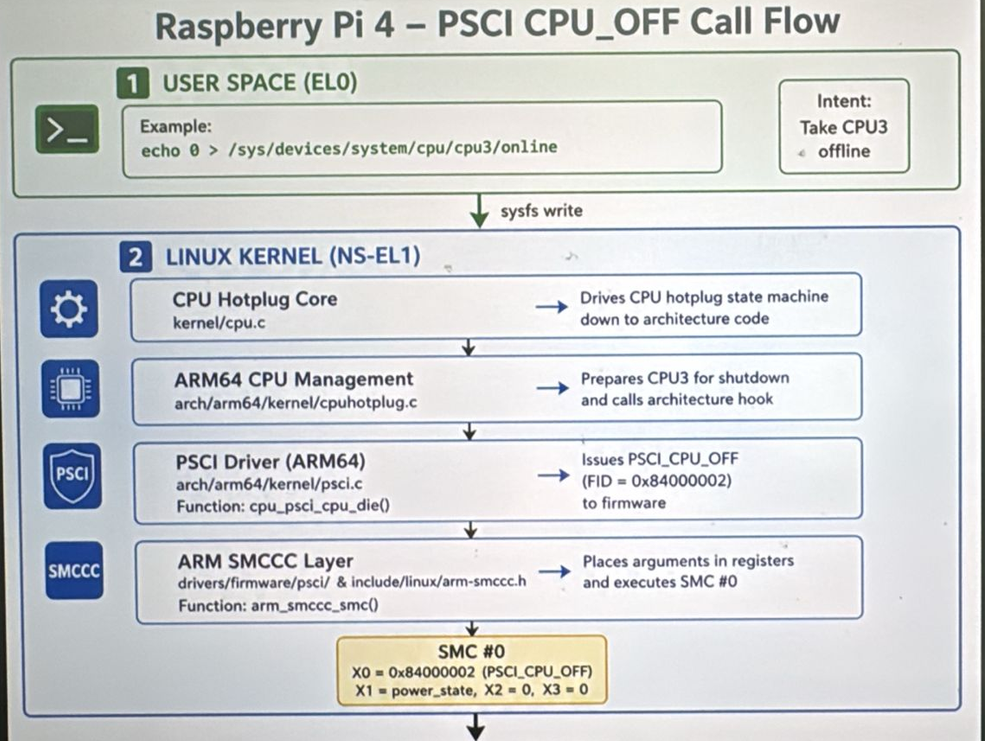 Raspberry Pi 4 – PSCI CPU_OFF Call Flow
1 USER SPACE (EL0)
>_
Example:
echo 0 > /sys/devices/system/cpu/cpu3/online
Intent:
Take CPU3
offline
sysfs write
2 LINUX KERNEL (NS-EL1)
CPU Hotplug Core
kernel/cpu.c
Drives CPU hotplug state machine
down to architecture code
ARM64 CPU Management
arch/arm64/kernel/cpuhotplug.c
Prepares CPU3 for shutdown
and calls architecture hook
PSCI
PSCI Driver (ARM64)
arch/arm64/kernel/psci.c
Function: cpu_psci_cpu_die()
Issues PSCI_CPU_OFF
(FID = 0x84000002)
to firmware
SMCCC
ARM SMCCC Layer
drivers/firmware/psci/ & include/linux/arm-smccc.h
Function: arm_smccc_smc()
Places arguments in registers
and executes SMC #0
SMC #0
X0 = 0x84000002 (PSCI_CPU_OFF)
X1 = power_state, X2 = 0, X3 = 0